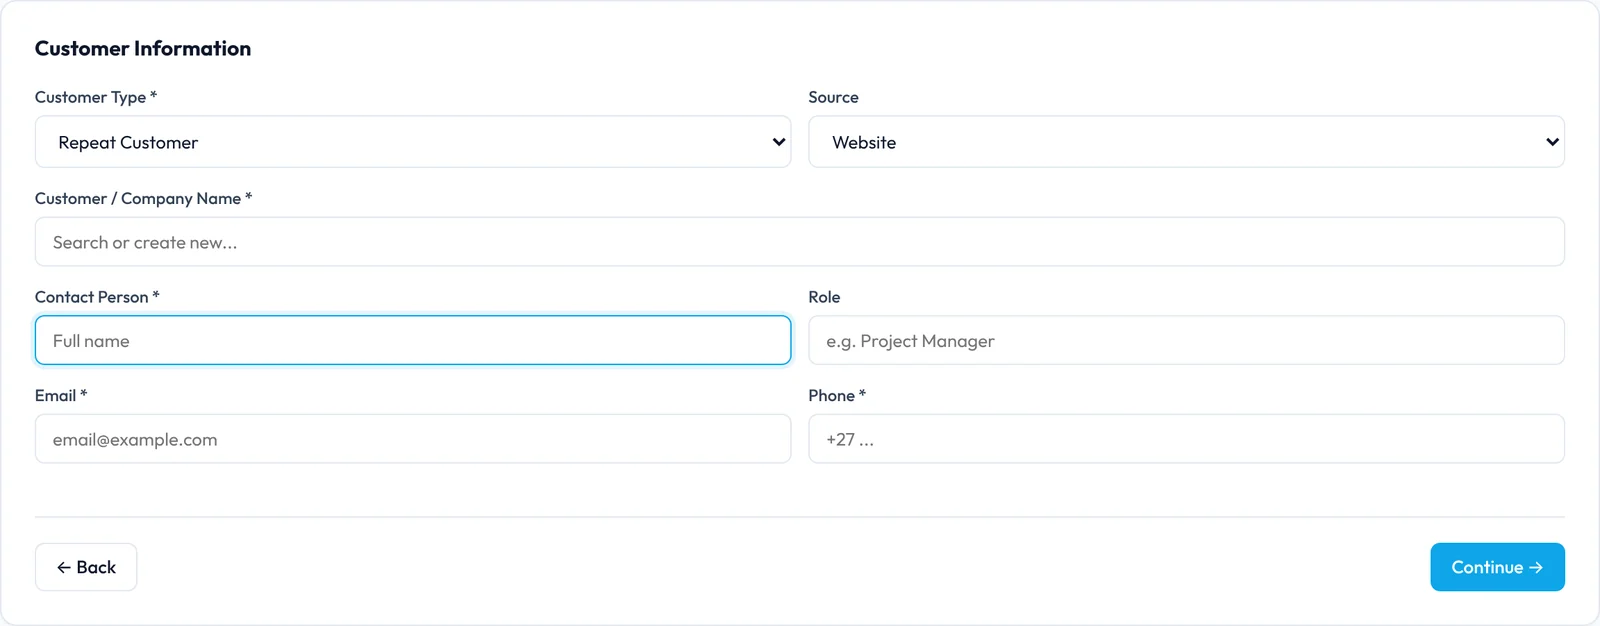 Customer Information
Customer Type * Source
Repeat Customer Website
Customer / Company Name *
Search or create new...
Contact Person * Role
Full name e.g. Project Manager
Email * Phone *
email@example.com +27 ...
← Back Continue →